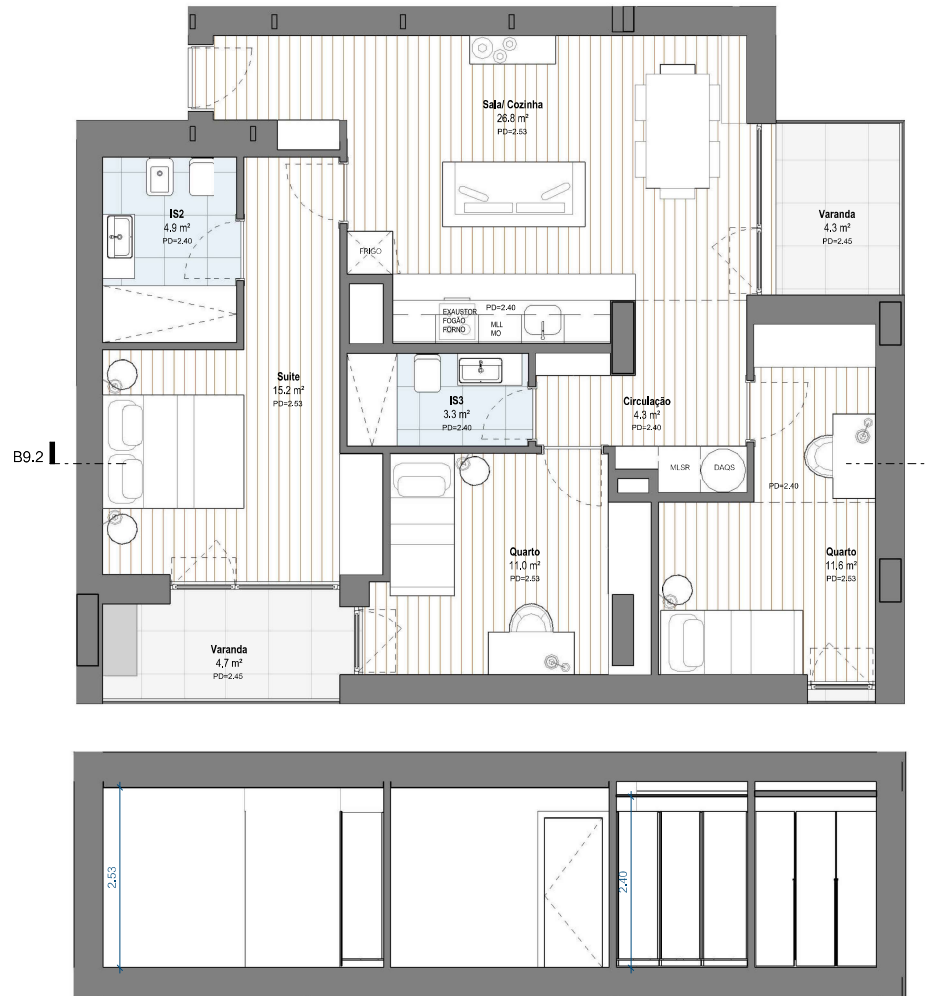 Sala/ Cozinha
26.8 m²
PD=2.53
IS2
4.9 m²
PD=2.40
Varanda
4.3 m²
PD=2.45
FRIGO
EXAUSTOR
FOGÃO
FORNO
PD=2.40
MLL
MO
Suite
15.2 m²
PD=2.53
IS3
3.3 m²
PD=2.40
Circulação
4.3 m²
PD=2.40
B9.2
MLSR
DAQS
PD=2.40
Quarto
11.0 m²
PD=2.53
Quarto
11.6 m²
PD=2.53
Varanda
4.7 m²
PD=2.45
2.53
2.40